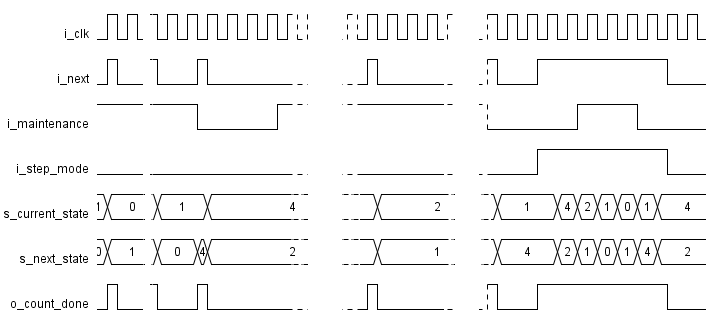 i_clk
i_next
i_maintenance
i_step_mode
s_current_state 1 0 1 4 2 1 4 2 1 0 1 4
s_next_state 0 1 0 4 2 1 4 2 1 0 1 4 2
o_count_done